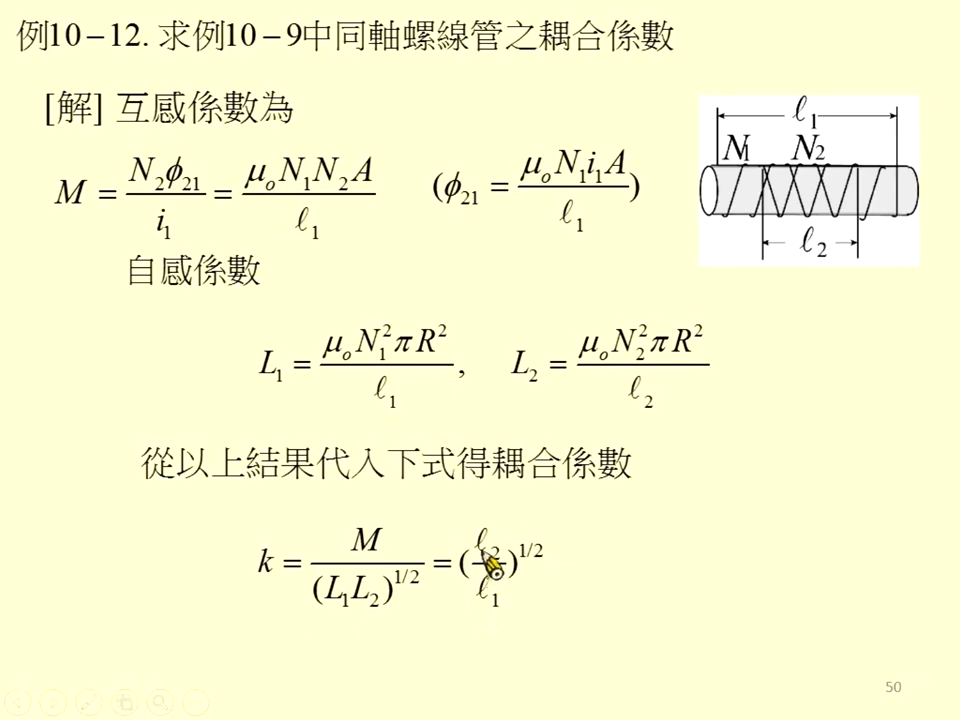 例10－12. 求例10－9中同軸螺線管之耦合係數
[解] 互感係數為
M = N₂ϕ₂₁ / i₁ = μₒN₁N₂A / ℓ₁ (ϕ₂₁ = μₒN₁i₁A / ℓ₁)
ℓ₁
N₁ N₂
ℓ₂
自感係數
L₁ = μₒN₁²πR² / ℓ₁ , L₂ = μₒN₂²πR² / ℓ₂
從以上結果代入下式得耦合係數
k = M / (L₁L₂)^1/2 = (ℓ₂ / ℓ₁)^1/2
50